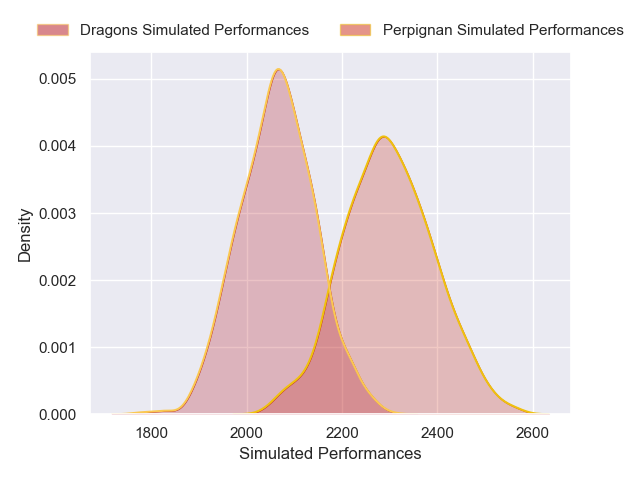 Dragons Simulated Performances Perpignan Simulated Performances
0.005
0.004
0.003
0.002
0.001
0.000
Density
1800 2000 2200 2400 2600
Simulated Performances